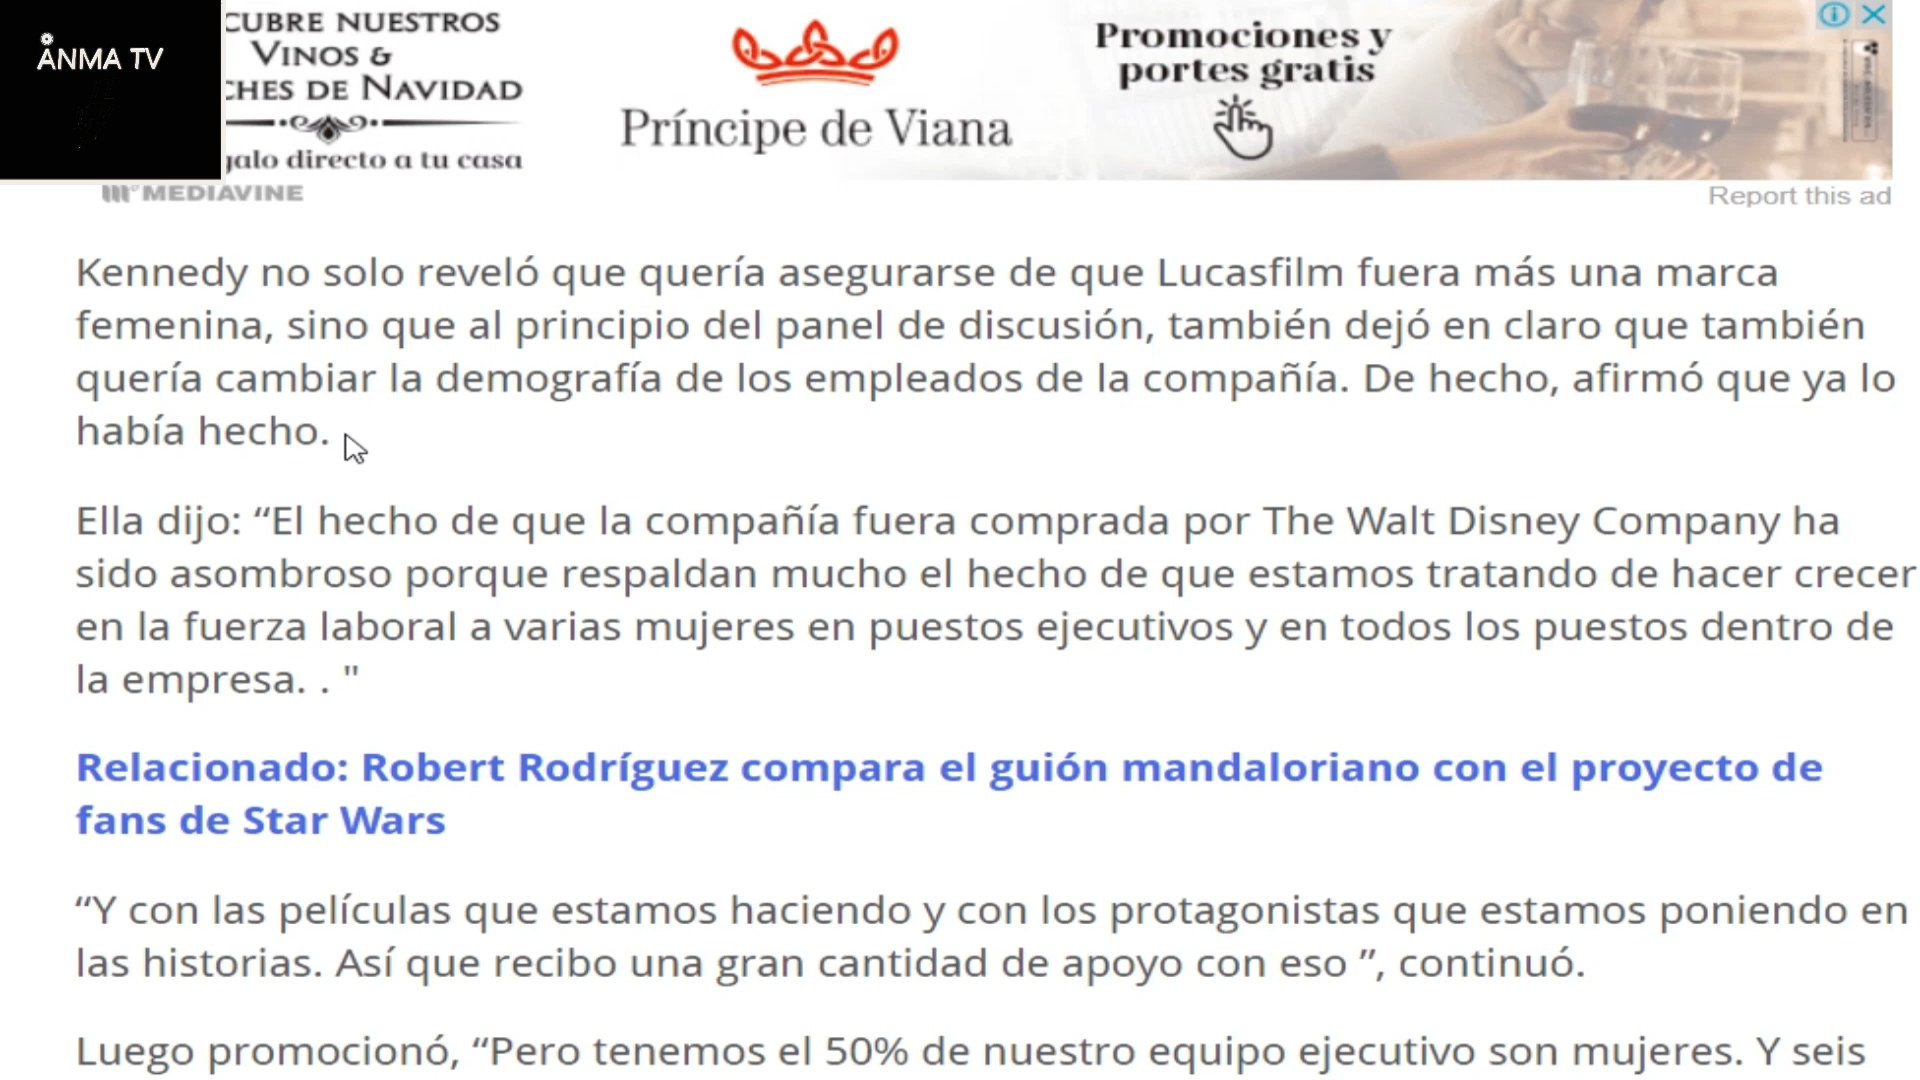 ÅNMA TV
CUBRE NUESTROS
VINOS &
CHES DE NAVIDAD
galo directo a tu casa
Príncipe de Viana
Promociones y
portes gratis
MEDIAVINE
Report this ad
Kennedy no solo reveló que quería asegurarse de que Lucasfilm fuera más una marca
femenina, sino que al principio del panel de discusión, también dejó en claro que también
quería cambiar la demografía de los empleados de la compañía. De hecho, afirmó que ya lo
había hecho.
Ella dijo: “El hecho de que la compañía fuera comprada por The Walt Disney Company ha
sido asombroso porque respaldan mucho el hecho de que estamos tratando de hacer crecer
en la fuerza laboral a varias mujeres en puestos ejecutivos y en todos los puestos dentro de
la empresa. . "
Relacionado: Robert Rodríguez compara el guión mandaloriano con el proyecto de
fans de Star Wars
“Y con las películas que estamos haciendo y con los protagonistas que estamos poniendo en
las historias. Así que recibo una gran cantidad de apoyo con eso ”, continuó.
Luego promocionó, “Pero tenemos el 50% de nuestro equipo ejecutivo son mujeres. Y seis